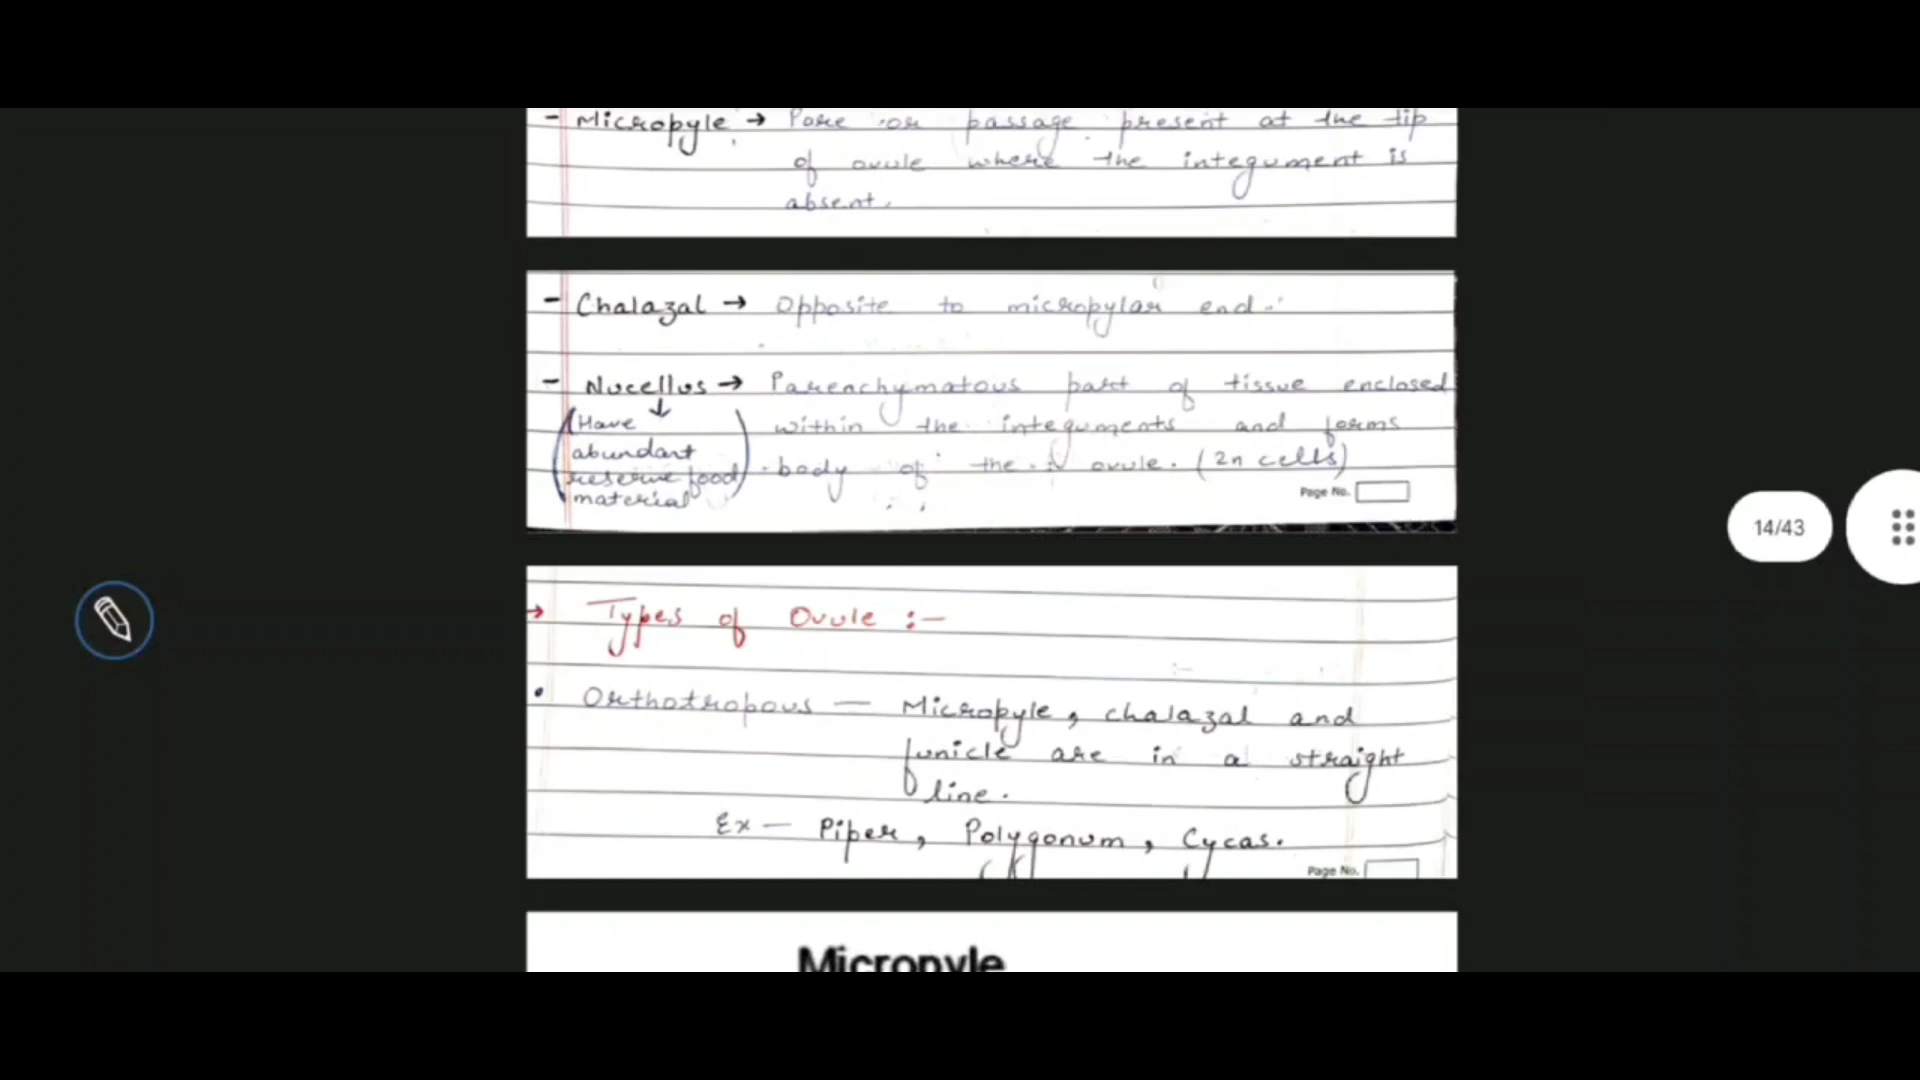 - Micropyle → Pore or passage present at the tip
of ovule where the integument is
absent.
- Chalazal → Opposite to micropylar end.
- Nucellus → Parenchymatous part of tissue enclosed
(Have within the integuments and forms
abundant
reserve food) body of the ovule. (2n cells)
material
Page No.
14/43
→ Types of Ovule :-
• Orthotropous — Micropyle, chalazal and
funicle are in a straight
line.
Ex — Piper, Polygonum, Cycas.
Page No.
Micropyle